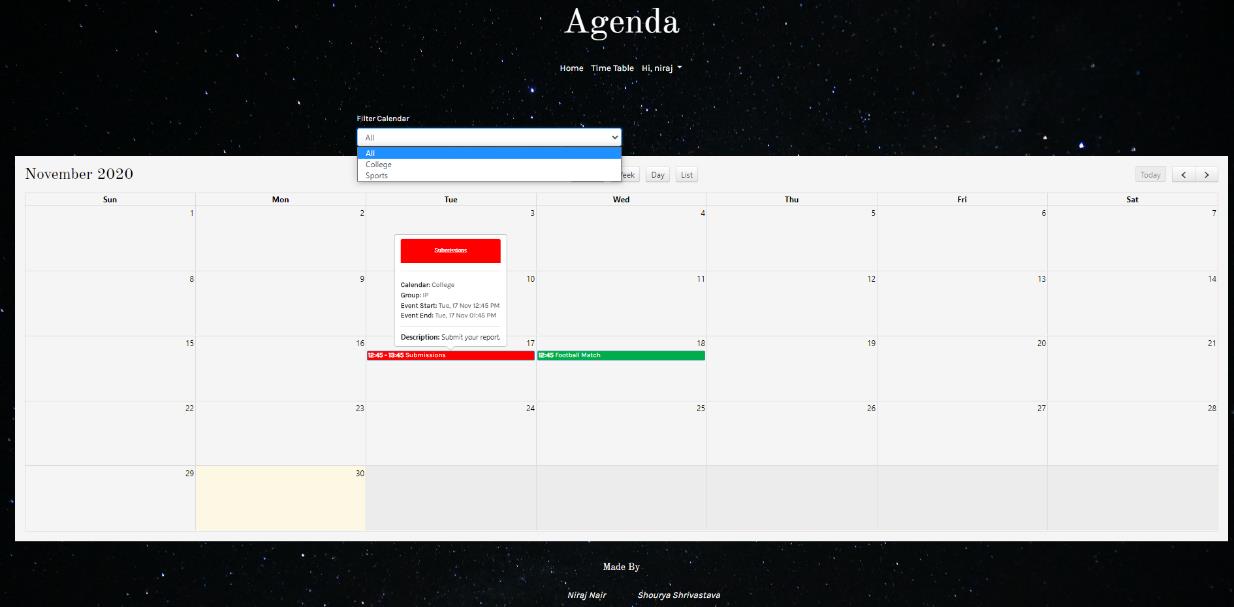 Agenda
Home Time Table Hi, niraj
Filter Calendar
All
All
College
Sports
November 2020
Day List
Today
Sun Mon Tue Wed Thu Fri Sat
1 2 3 4 5 6 7
Submissions
8 9 10 11 12 13 14
Calendar: College
Group: IP
Event Start: Tue, 17 Nov 12:45 PM
Event End: Tue, 17 Nov 01:45 PM
Description: Submit your report.
15 16 17 18 19 20 21
12:45 - 13:45 Submissions
12:45 Football Match
22 23 24 25 26 27 28
29 30
Made By
Niraj Nair Shourya Shrivastava